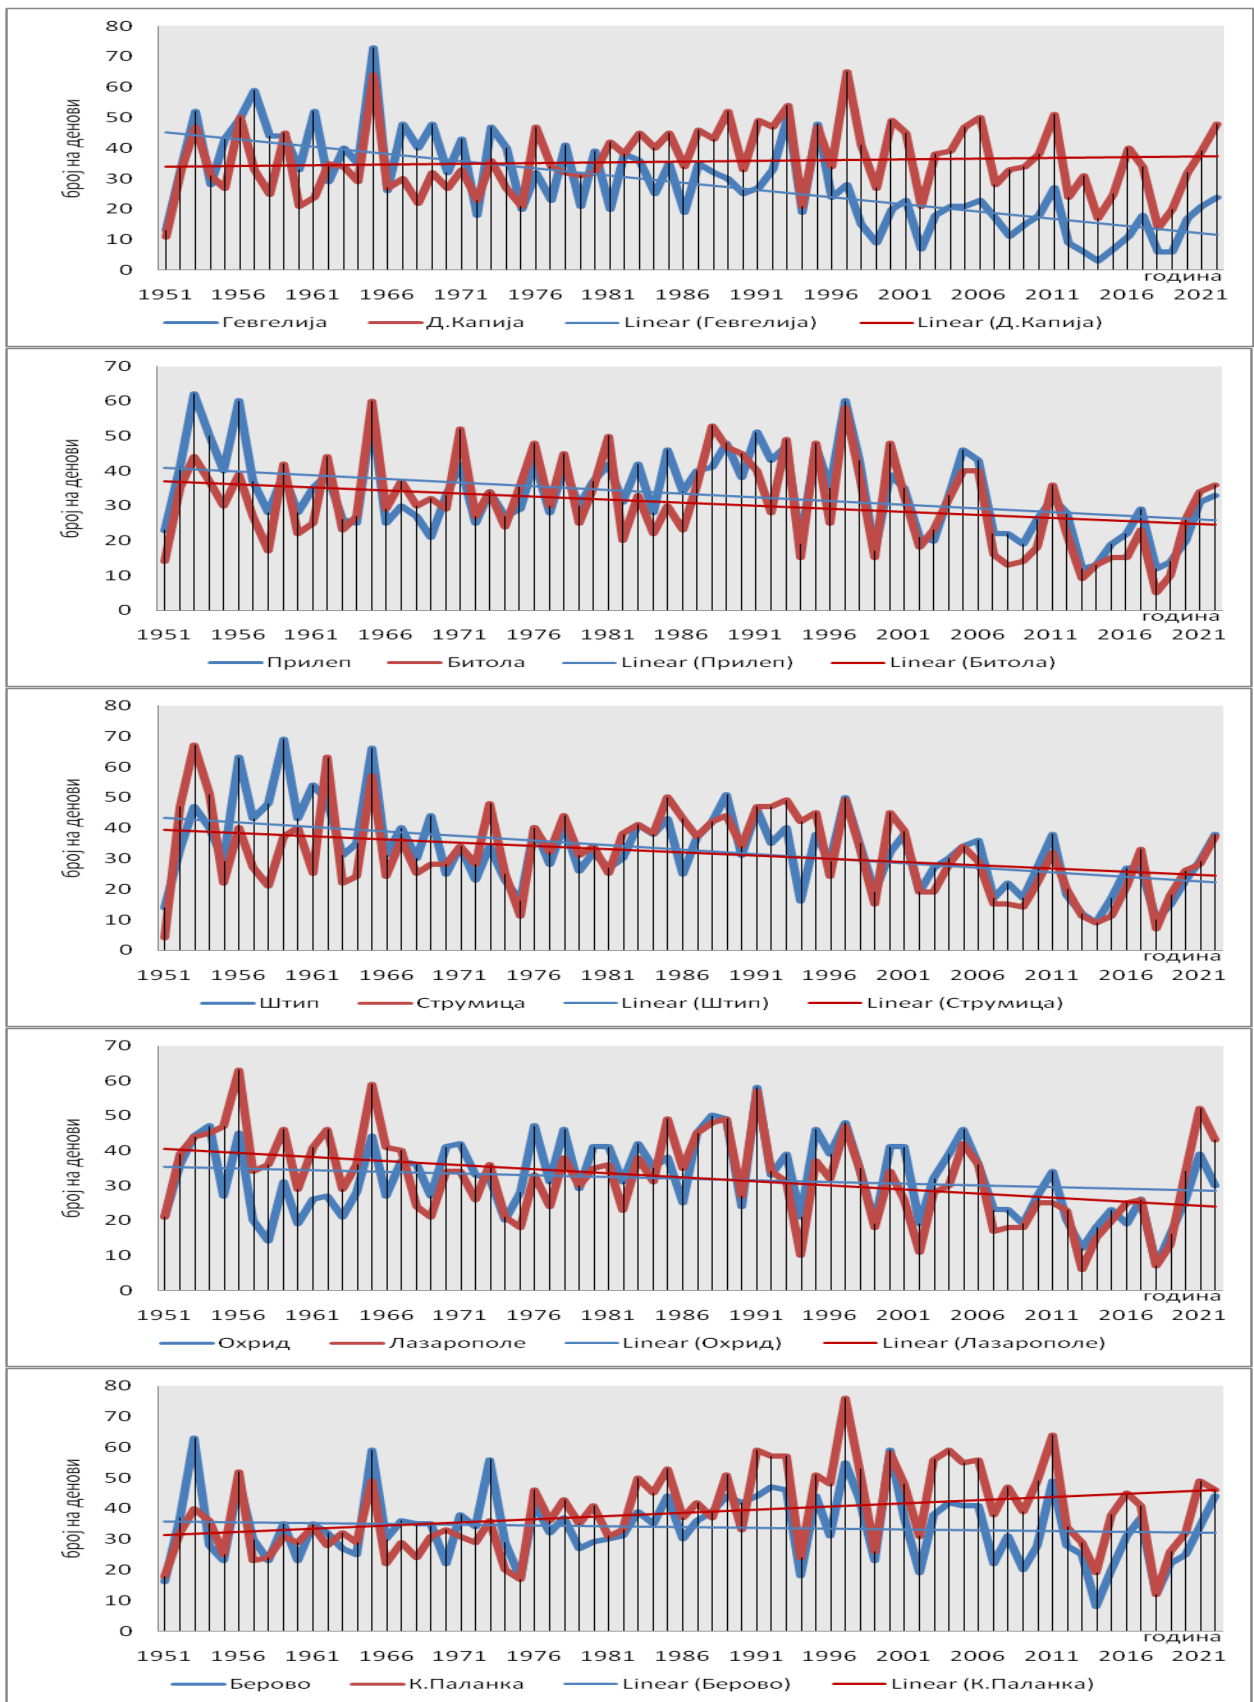 80
70
60
50
40
30
20
10
0
број на денови
година
1951 1956 1961 1966 1971 1976 1981 1986 1991 1996 2001 2006 2011 2016 2021
Гевгелија Д.Капија Linear (Гевгелија) Linear (Д.Капија)
70
60
50
40
30
20
10
0
број на денови
година
1951 1956 1961 1966 1971 1976 1981 1986 1991 1996 2001 2006 2011 2016 2021
Прилеп Битола Linear (Прилеп) Linear (Битола)
80
70
60
50
40
30
20
10
0
број на денови
година
1951 1956 1961 1966 1971 1976 1981 1986 1991 1996 2001 2006 2011 2016 2021
Штип Струмица Linear (Штип) Linear (Струмица)
70
60
50
40
30
20
10
0
број на денови
година
1951 1956 1961 1966 1971 1976 1981 1986 1991 1996 2001 2006 2011 2016 2021
Охрид Лазарополе Linear (Охрид) Linear (Лазарополе)
80
70
60
50
40
30
20
10
0
број на денови
година
1951 1956 1961 1966 1971 1976 1981 1986 1991 1996 2001 2006 2011 2016 2021
Берово К.Паланка Linear (Берово) Linear (К.Паланка)